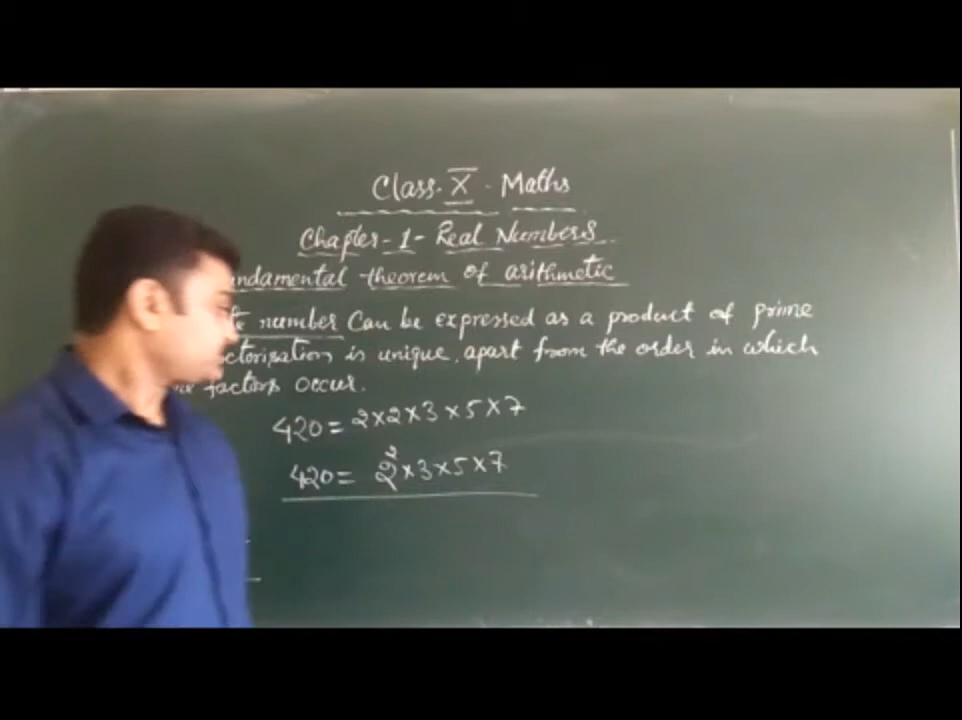 Class. X . Maths
Chapter-1- Real Numbers.
theorem of arithmetic
number Can be expressed as a product of prime
is unique, apart from the order in which
factors occur.
420= 2×2×3×5×7
420= 2²×3×5×7